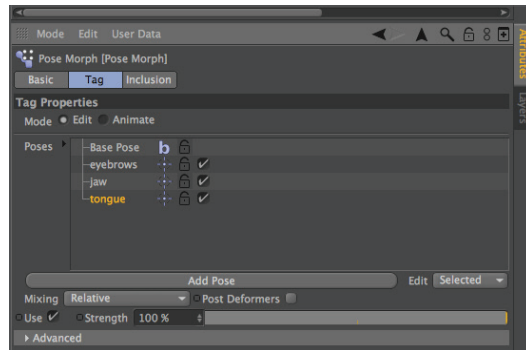 Mode Edit User Data
Pose Morph [Pose Morph]
Basic Tag Inclusion
Tag Properties
Mode Edit Animate
Poses Base Pose b
eyebrows
jaw
tongue
Add Pose Edit Selected
Mixing Relative Post Deformers
Use Strength 100 %
Advanced
Attributes
Layers